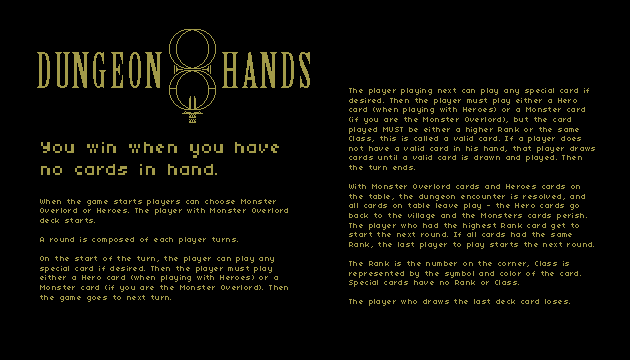 DUNGEON 8 HANDS
You win when you have
no cards in hand.
When the game starts players can choose Monster
Overlord or Heroes. The player with Monster Overlord
deck starts.
A round is composed of each player turns.
On the start of the turn, the player can play any
special card if desired. Then the player must play
either a Hero card (when playing with Heroes) or a
Monster card (if you are the Monster Overlord). Then
the game goes to next turn.
The player playing next can play any special card if
desired. Then the player must play either a Hero
card (when playing with Heroes) or a Monster card
(if you are the Monster Overlord), but the card
played MUST be either a higher Rank or the same
Class, this is called a valid card. If a player does
not have a valid card in his hand, that player draws
cards until a valid card is drawn and played. Then
the turn ends.
With Monster Overlord cards and Heroes cards on
the table, the dungeon encounter is resolved, and
all cards on table leave play - the Hero cards go
back to the village and the Monsters cards perish.
The player who had the highest Rank card get to
start the next round. If all cards had the same
Rank, the last player to play starts the next round.
The Rank is the number on the corner, Class is
represented by the symbol and color of the card.
Special cards have no Rank or Class.
The player who draws the last deck card loses.